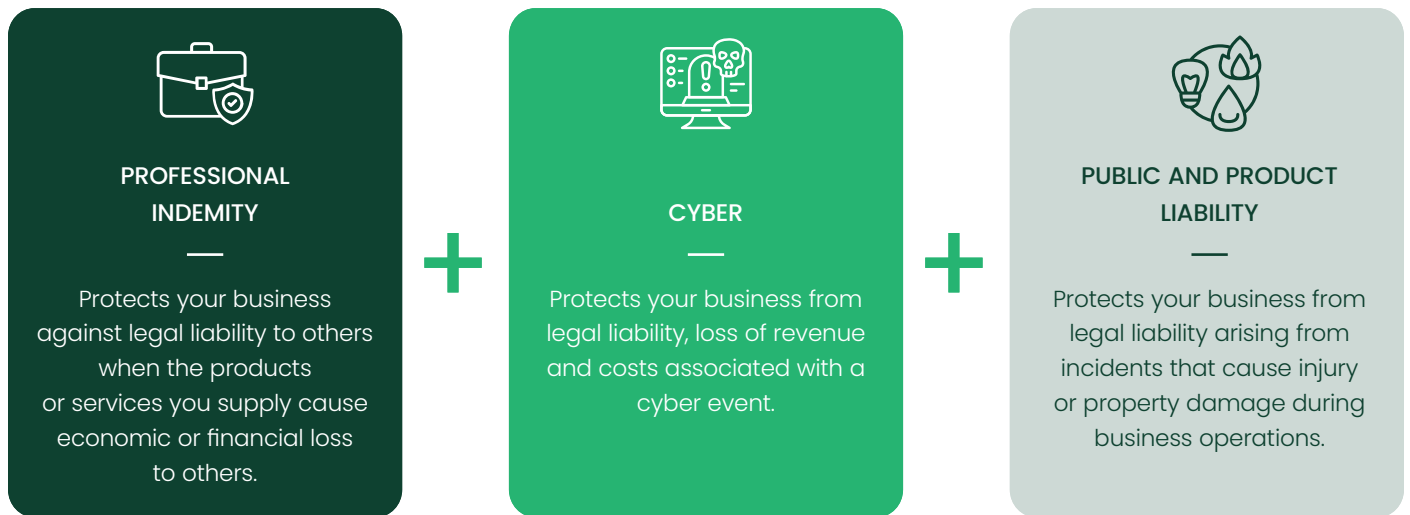 PROFESSIONAL
INDEMITY
Protects your business
against legal liability to others
when the products
or services you supply cause
economic or financial loss
to others.
CYBER
Protects your business from
legal liability, loss of revenue
and costs associated with a
cyber event.
PUBLIC AND PRODUCT
LIABILITY
Protects your business from
legal liability arising from
incidents that cause injury
or property damage during
business operations.